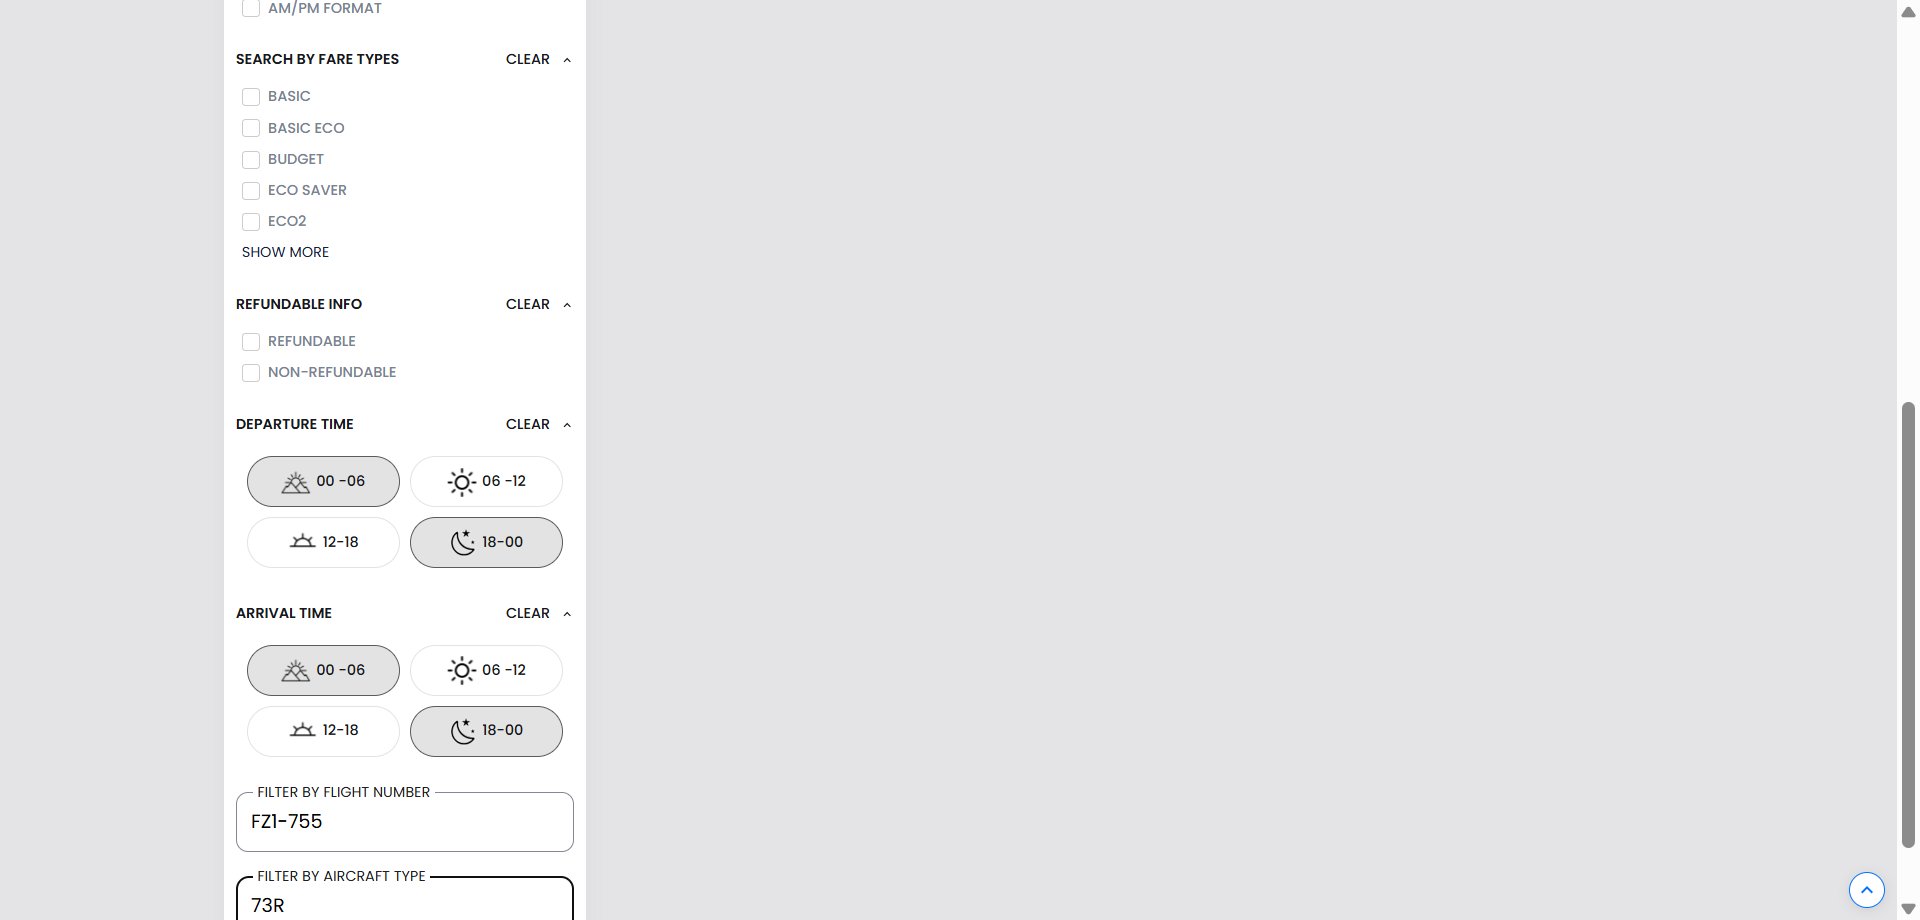 AM/PM FORMAT
SEARCH BY FARE TYPES CLEAR
BASIC
BASIC ECO
BUDGET
ECO SAVER
ECO2
SHOW MORE
REFUNDABLE INFO CLEAR
REFUNDABLE
NON-REFUNDABLE
DEPARTURE TIME CLEAR
00 -06 06 -12
12-18 18-00
ARRIVAL TIME CLEAR
00 -06 06 -12
12-18 18-00
FILTER BY FLIGHT NUMBER
FZ1-755
FILTER BY AIRCRAFT TYPE
73R